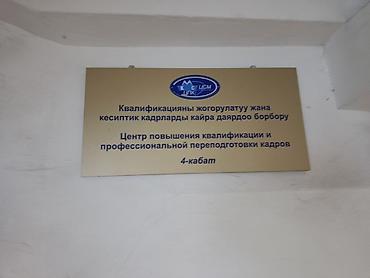 Квалификацияны жогорулатуу жана
кесиптик кадрларды кайра даярдоо борбору
Центр повышения квалификации и
профессиональной переподготовки кадров
4-кабат